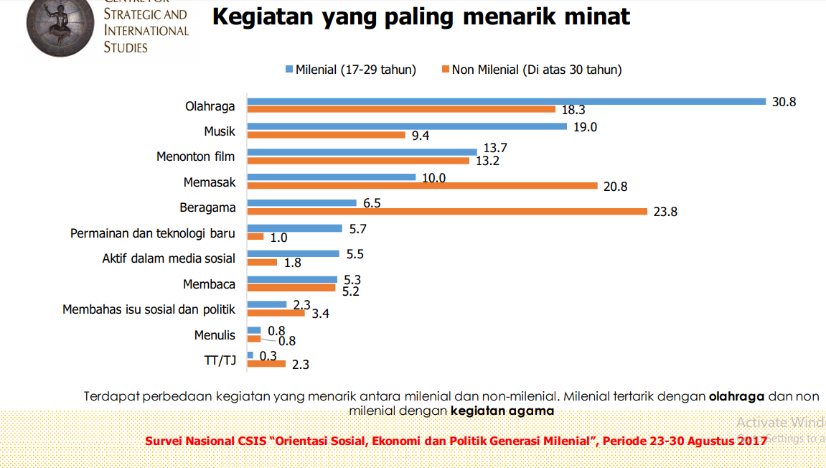 STRATEGIC AND
INTERNATIONAL
STUDIES
Kegiatan yang paling menarik minat
Milenial (17-29 tahun) Non Milenial (Di atas 30 tahun)
Olahraga 30.8
18.3
Musik 19.0
9.4
Menonton film 13.7
13.2
Memasak 10.0
20.8
Beragama 6.5
23.8
Permainan dan teknologi baru 5.7
1.0
Aktif dalam media sosial 5.5
1.8
Membaca 5.3
5.2
Membahas isu sosial dan politik 2.3
3.4
Menulis 0.8
0.8
TT/TJ 0.3
2.3
Terdapat perbedaan kegiatan yang menarik antara milenial dan non-milenial. Milenial tertarik dengan olahraga dan non
milenial dengan kegiatan agama
Activate Wind
Survei Nasional CSIS “Orientasi Sosial, Ekonomi dan Politik Generasi Milenial”, Periode 23-30 Agustus 2017 Settings to a